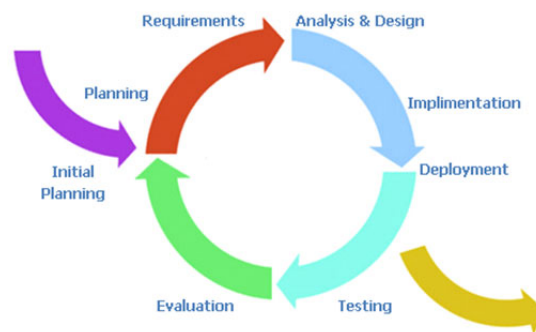 Requirements
Analysis & Design
Planning
Implimentation
Initial
Planning
Deployment
Evaluation
Testing